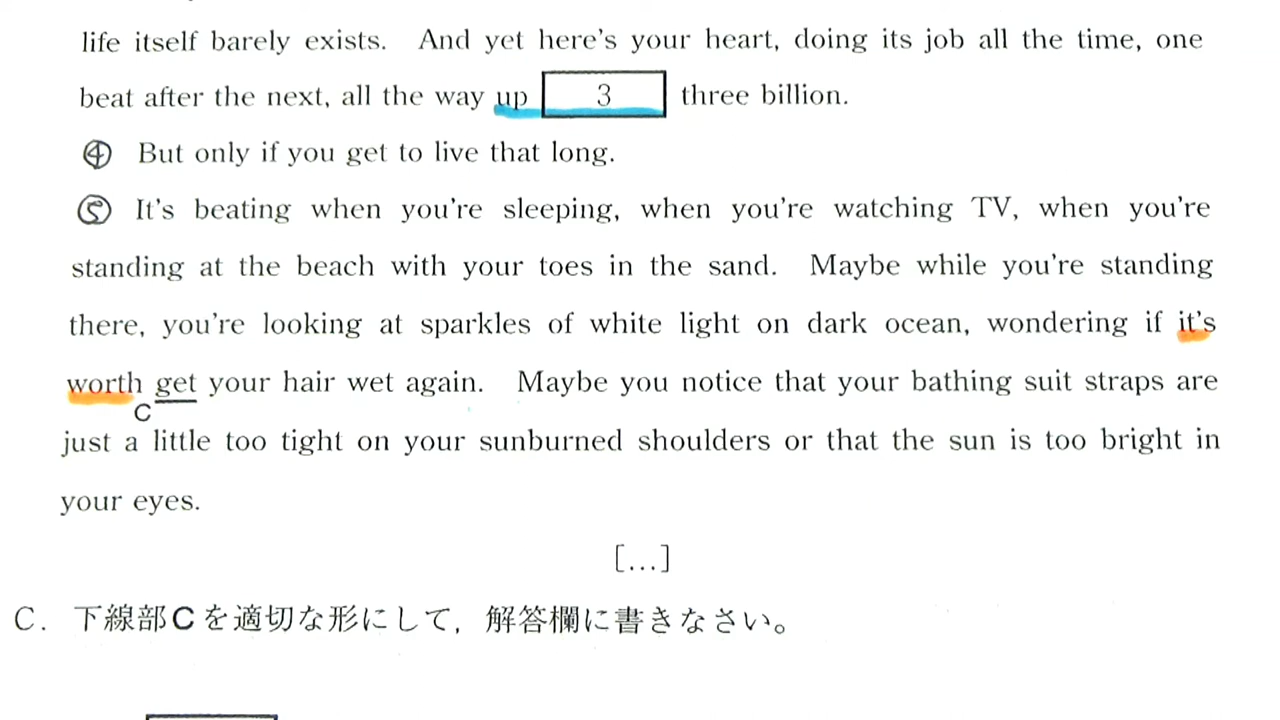 life itself barely exists. And yet here's your heart, doing its job all the time, one
beat after the next, all the way up 3 three billion.
④ But only if you get to live that long.
⑤ It's beating when you're sleeping, when you're watching TV, when you're
standing at the beach with your toes in the sand. Maybe while you're standing
there, you're looking at sparkles of white light on dark ocean, wondering if it's
worth get your hair wet again. Maybe you notice that your bathing suit straps are
C
just a little too tight on your sunburned shoulders or that the sun is too bright in
your eyes.
[...]
C. 下線部Cを適切な形にして，解答欄に書きなさい。